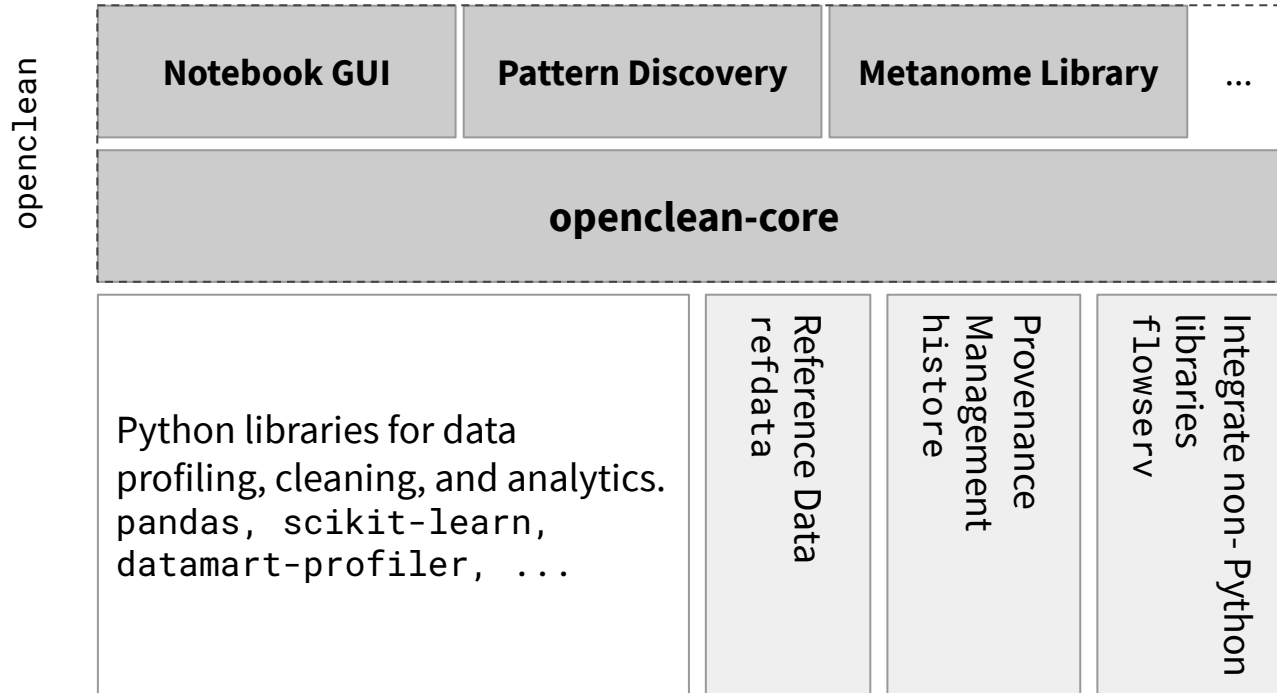 openclean
Notebook GUI
Pattern Discovery
Metanome Library
...
openclean-core
Python libraries for data
profiling, cleaning, and analytics.
pandas, scikit-learn,
datamart-profiler, ...
Reference Data
refdata
Provenance
Management
histore
Integrate non- Python
libraries
flowserv